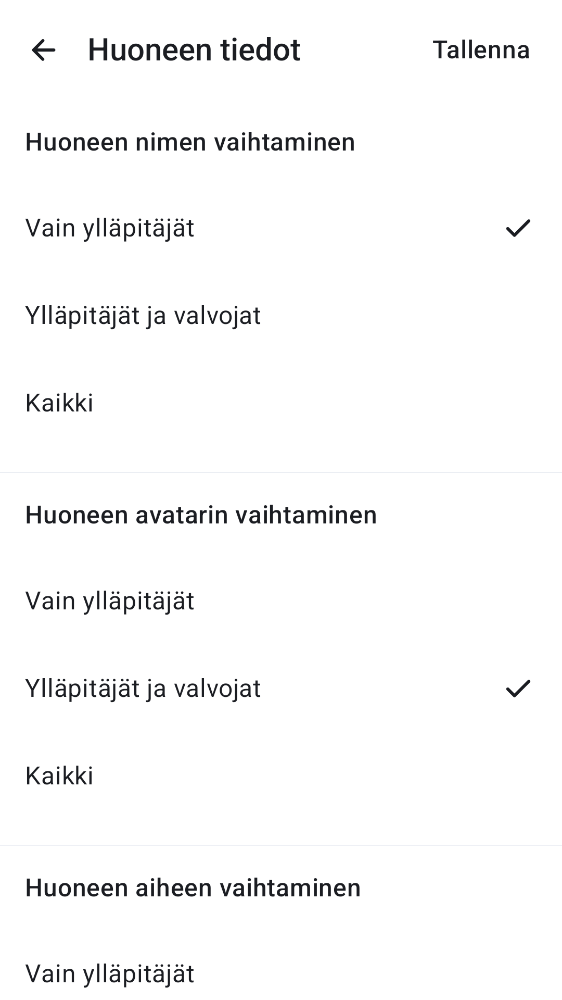 Huoneen tiedot
Tallenna
Huoneen nimen vaihtaminen
Vain ylläpitäjät
Ylläpitäjät ja valvojat
Kaikki
Huoneen avatarin vaihtaminen
Vain ylläpitäjät
Ylläpitäjät ja valvojat
Kaikki
Huoneen aiheen vaihtaminen
Vain ylläpitäjät